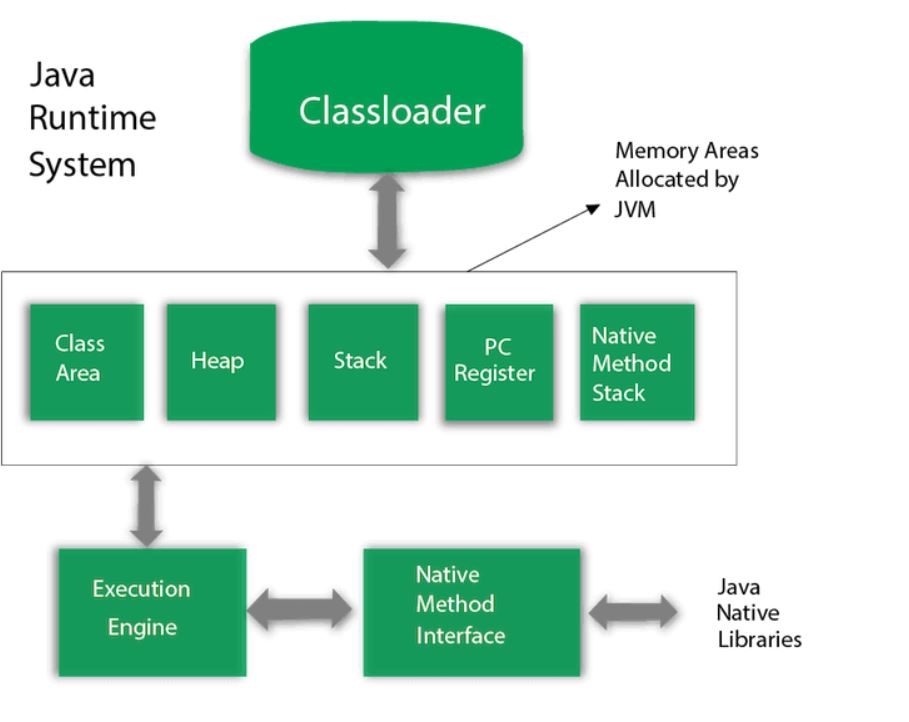 Java
Runtime
System
Classloader
Memory Areas
Allocated by
JVM
Class
Area
Heap
Stack
PC
Register
Native
Method
Stack
Execution
Engine
Native
Method
Interface
Java
Native
Libraries